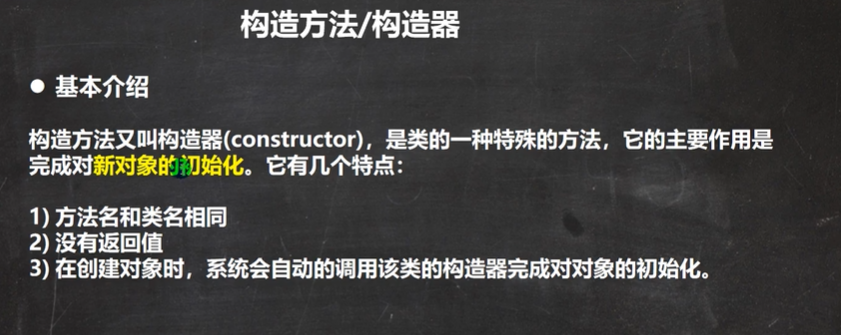 构造方法/构造器
● 基本介绍
构造方法又叫构造器(constructor)，是类的一种特殊的方法，它的主要作用是
完成对新对象的初始化。它有几个特点：
1) 方法名和类名相同
2) 没有返回值
3) 在创建对象时，系统会自动的调用该类的构造器完成对对象的初始化。